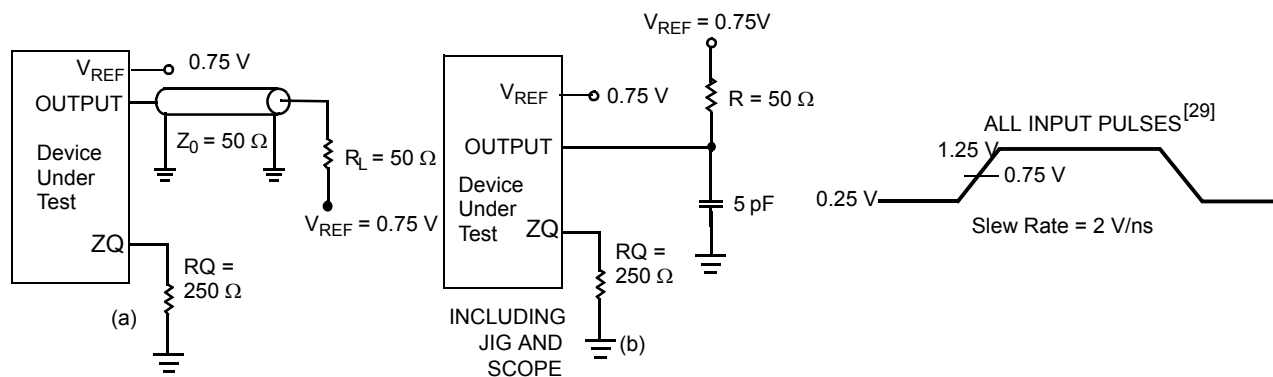 V_REF 0.75 V
OUTPUT
Z_0 = 50 Ω
Device
Under
Test
R_L = 50 Ω
V_REF = 0.75 V
ZQ
RQ =
250 Ω
(a)
V_REF = 0.75V
V_REF 0.75 V
R = 50 Ω
OUTPUT
Device
Under
Test
5 pF
ZQ
RQ =
250 Ω
INCLUDING
JIG AND
SCOPE
(b)
ALL INPUT PULSES[29]
1.25 V
0.75 V
0.25 V
Slew Rate = 2 V/ns